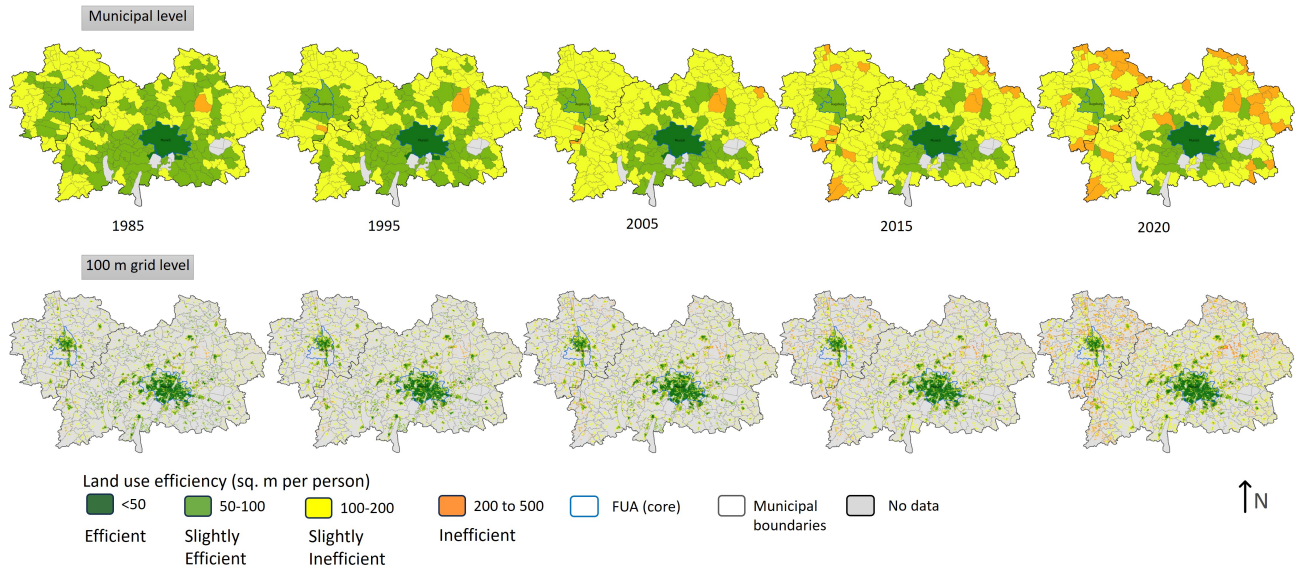 Municipal level
1985
1995
2005
2015
2020
100 m grid level
Land use efficiency (sq. m per person)
<50
50-100
100-200
200 to 500
FUA (core)
Municipal
boundaries
No data
N
Efficient
Slightly
Efficient
Slightly
Inefficient
Inefficient